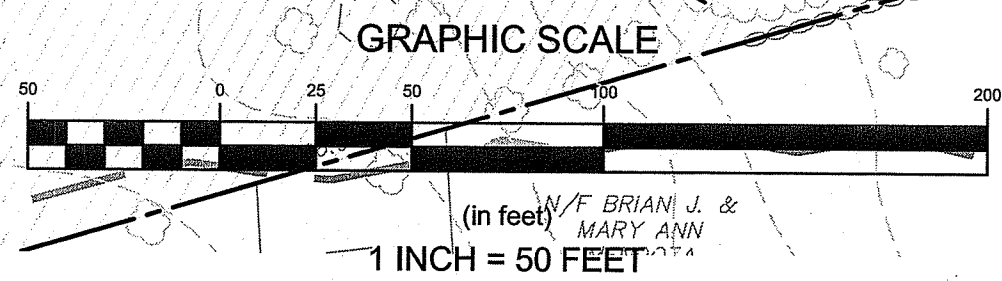 GRAPHIC SCALE
50 0 25 50 100 200
(in feet)
N/F BRIAN J. &
MARY ANN
1 INCH = 50 FEET